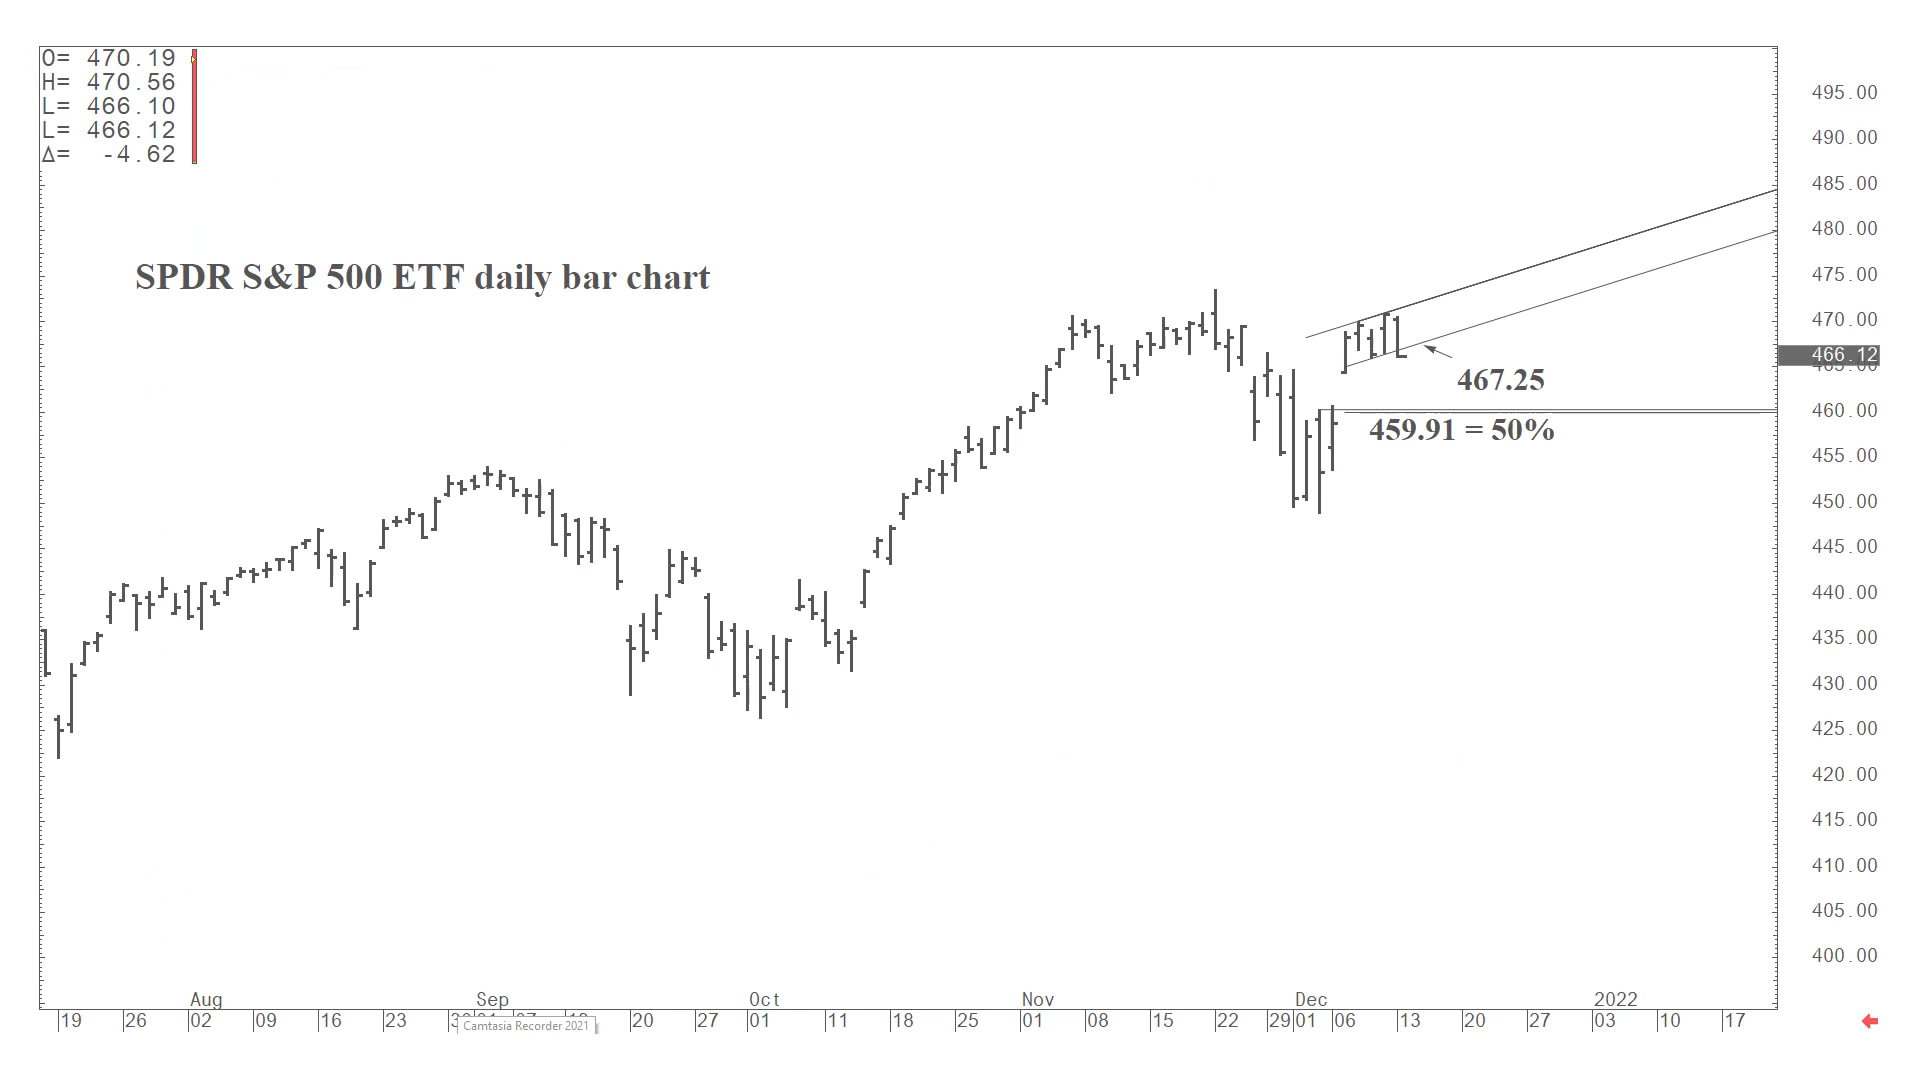 O= 470.19
H= 470.56
L= 466.10
L= 466.12
Δ= -4.62
SPDR S&P 500 ETF daily bar chart
495.00
490.00
485.00
480.00
475.00
470.00
466.12
465.00
467.25
460.00
459.91 = 50%
455.00
450.00
445.00
440.00
435.00
430.00
425.00
420.00
415.00
410.00
405.00
400.00
Aug Sep Oct Nov Dec 2022
19 26 02 09 16 23 20 27 01 11 18 25 01 08 15 22 29 01 06 13 20 27 03 10 17
Camtasia Recorder 2021